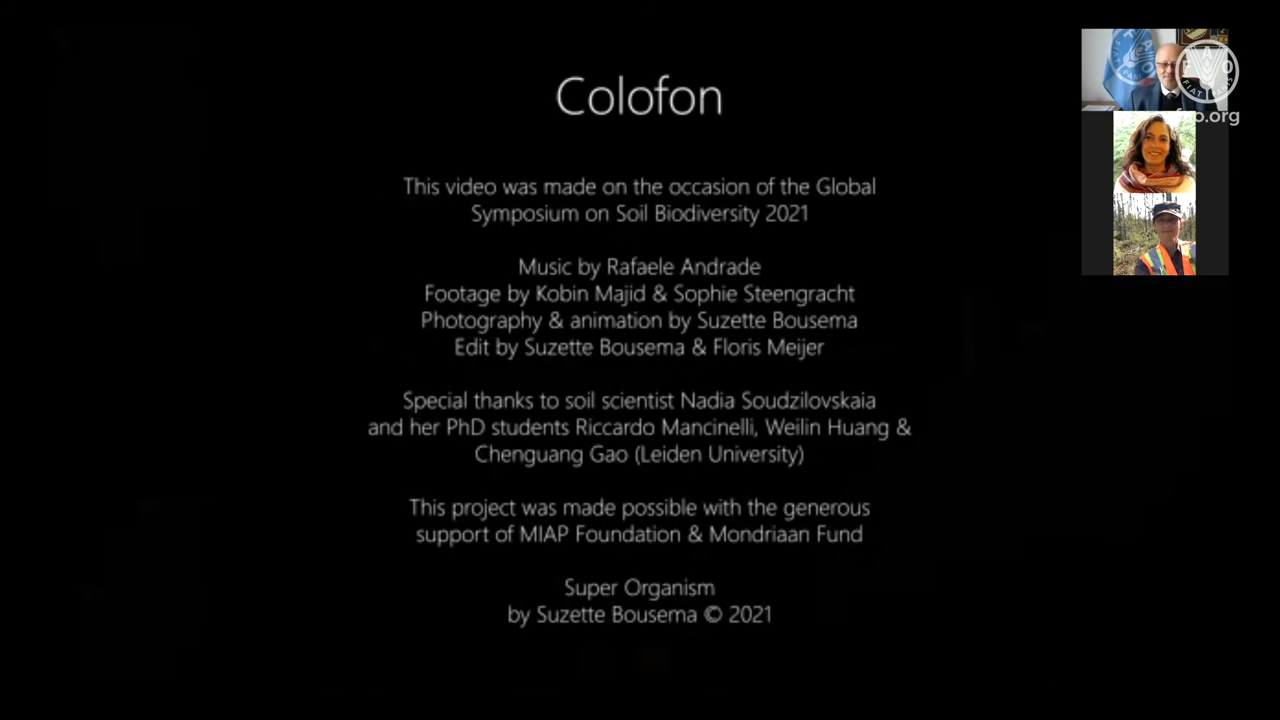 Colofon
This video was made on the occasion of the Global
Symposium on Soil Biodiversity 2021
Music by Rafaele Andrade
Footage by Kobin Majid & Sophie Steengracht
Photography & animation by Suzette Bousema
Edit by Suzette Bousema & Floris Meijer
Special thanks to soil scientist Nadia Soudzilovskaia
and her PhD students Riccardo Mancinelli, Weilin Huang &
Chenguang Gao (Leiden University)
This project was made possible with the generous
support of MIAP Foundation & Mondriaan Fund
Super Organism
by Suzette Bousema © 2021
F A O
FIAT PANIS
fao.org